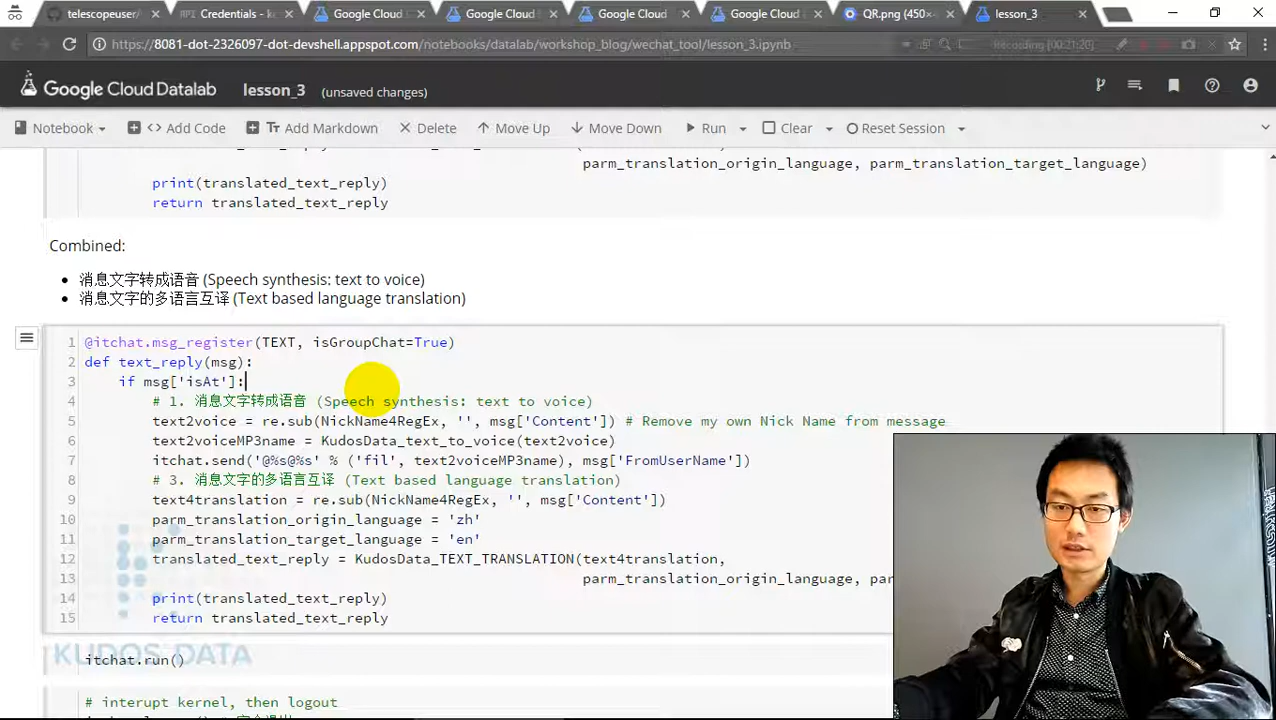 telescopeuser/
Credentials - ke
Google Cloud
Google Cloud
Google Cloud
Google Cloud
QR.png (450×
lesson_3
https://8081-dot-2326097-dot-devshell.appspot.com/notebooks/datalab/workshop_blog/wechat_tool/lesson_3.ipynb
Recording [00:21:20]
Google Cloud Datalab
lesson_3 (unsaved changes)
Notebook
<> Add Code
Add Markdown
Delete
Move Up
Move Down
Run
Clear
Reset Session
parm_translation_origin_language, parm_translation_target_language)
print(translated_text_reply)
return translated_text_reply
Combined:
消息文字转成语音 (Speech synthesis: text to voice)
消息文字的多语言互译 (Text based language translation)
1 @itchat.msg_register(TEXT, isGroupChat=True)
2 def text_reply(msg):
3 if msg['isAt']:
4 # 1. 消息文字转成语音 (Speech synthesis: text to voice)
5 text2voice = re.sub(NickName4RegEx, '', msg['Content']) # Remove my own Nick Name from message
6 text2voiceMP3name = KudosData_text_to_voice(text2voice)
7 itchat.send('@%s@%s' % ('fil', text2voiceMP3name), msg['FromUserName'])
8 # 3. 消息文字的多语言互译 (Text based language translation)
9 text4translation = re.sub(NickName4RegEx, '', msg['Content'])
10 parm_translation_origin_language = 'zh'
11 parm_translation_target_language = 'en'
12 translated_text_reply = KudosData_TEXT_TRANSLATION(text4translation,
13 parm_translation_origin_language, par
14 print(translated_text_reply)
15 return translated_text_reply
KUDOS DATA
itchat.run()
# interupt kernel, then logout